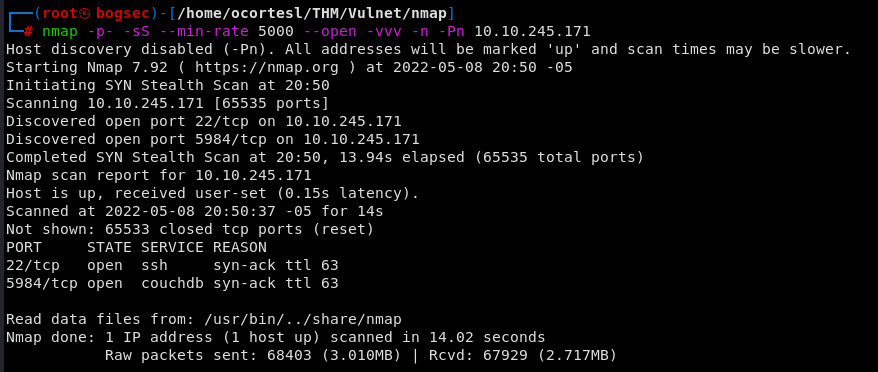 ┌──(root㉿bogsec)-[/home/ocortesl/THM/Vulnet/nmap]
└─# nmap -p- -sS --min-rate 5000 --open -vvv -n -Pn 10.10.245.171
Host discovery disabled (-Pn). All addresses will be marked 'up' and scan times may be slower.
Starting Nmap 7.92 ( https://nmap.org ) at 2022-05-08 20:50 -05
Initiating SYN Stealth Scan at 20:50
Scanning 10.10.245.171 [65535 ports]
Discovered open port 22/tcp on 10.10.245.171
Discovered open port 5984/tcp on 10.10.245.171
Completed SYN Stealth Scan at 20:50, 13.94s elapsed (65535 total ports)
Nmap scan report for 10.10.245.171
Host is up, received user-set (0.15s latency).
Scanned at 2022-05-08 20:50:37 -05 for 14s
Not shown: 65533 closed tcp ports (reset)
PORT     STATE SERVICE REASON
22/tcp   open  ssh     syn-ack ttl 63
5984/tcp open  couchdb syn-ack ttl 63

Read data files from: /usr/bin/../share/nmap
Nmap done: 1 IP address (1 host up) scanned in 14.02 seconds
           Raw packets sent: 68403 (3.010MB) | Rcvd: 67929 (2.717MB)